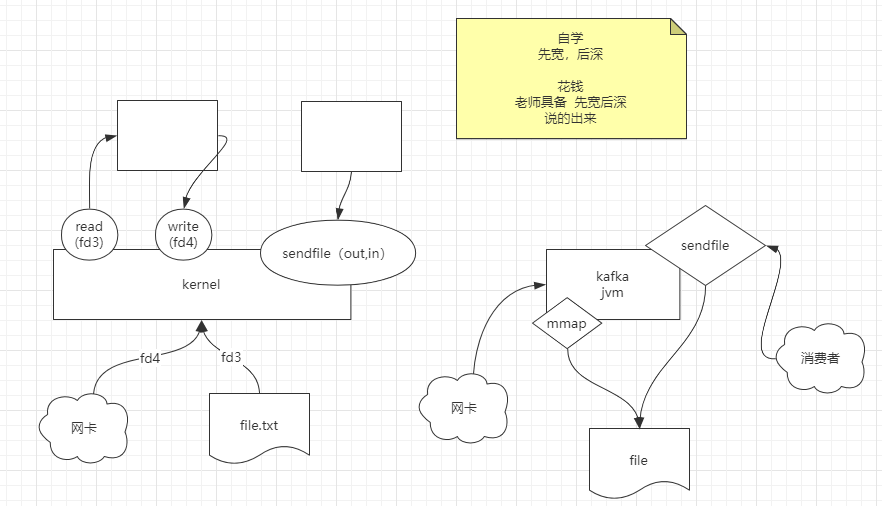 自学
先宽，后深
花钱
老师具备 先宽后深
说的出来
read
(fd3)
write
(fd4)
sendfile（out,in）
kernel
fd4
fd3
网卡
file.txt
sendfile
kafka
jvm
mmap
消费者
网卡
file